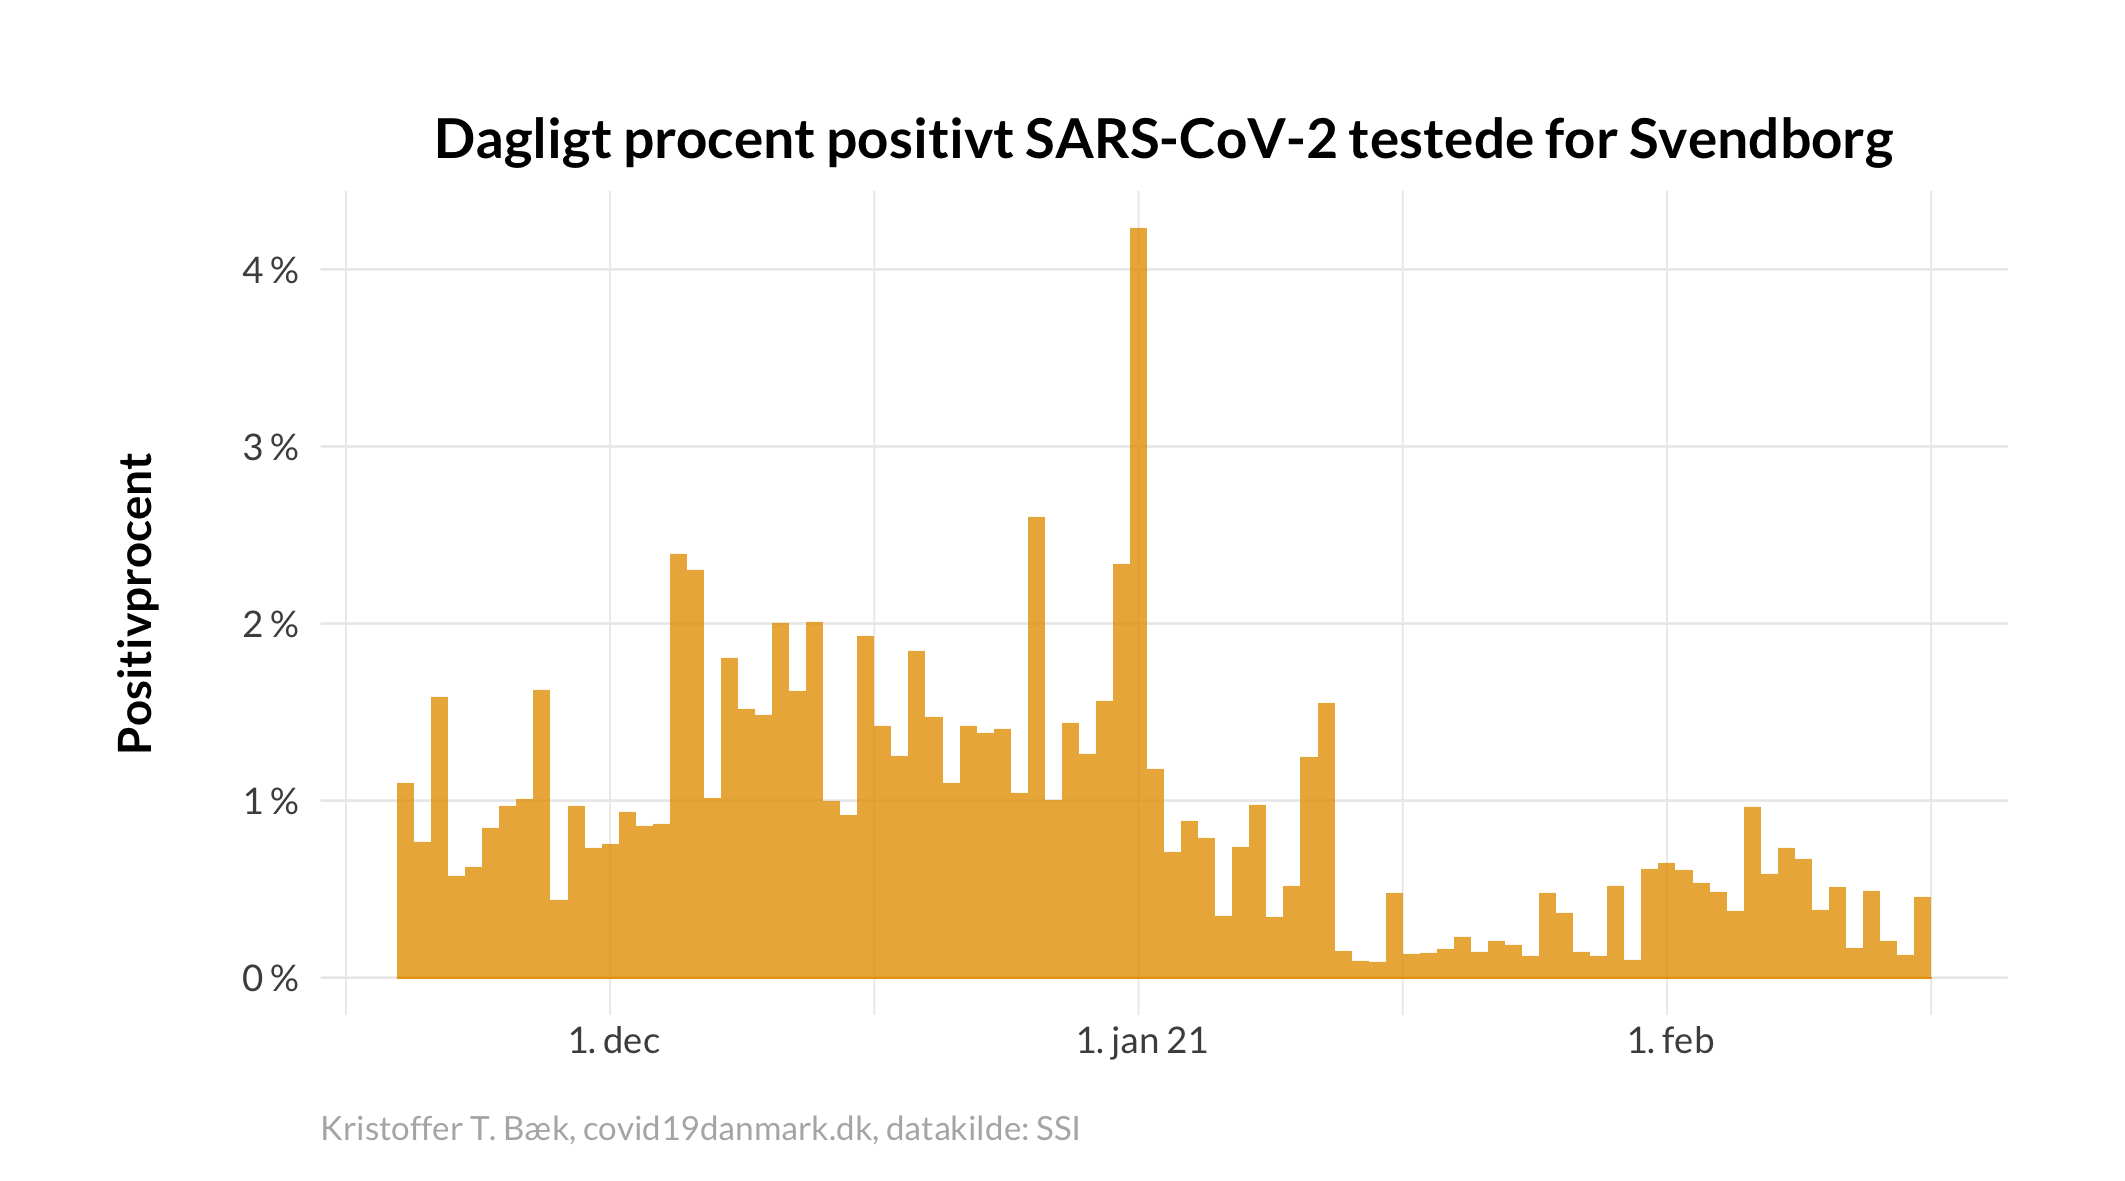 Dagligt procent positivt SARS-CoV-2 testede for Svendborg
Positivprocent
4 %
3 %
2 %
1 %
0 %
1. dec
1. jan 21
1. feb
Kristoffer T. Bæk, covid19danmark.dk, datakilde: SSI